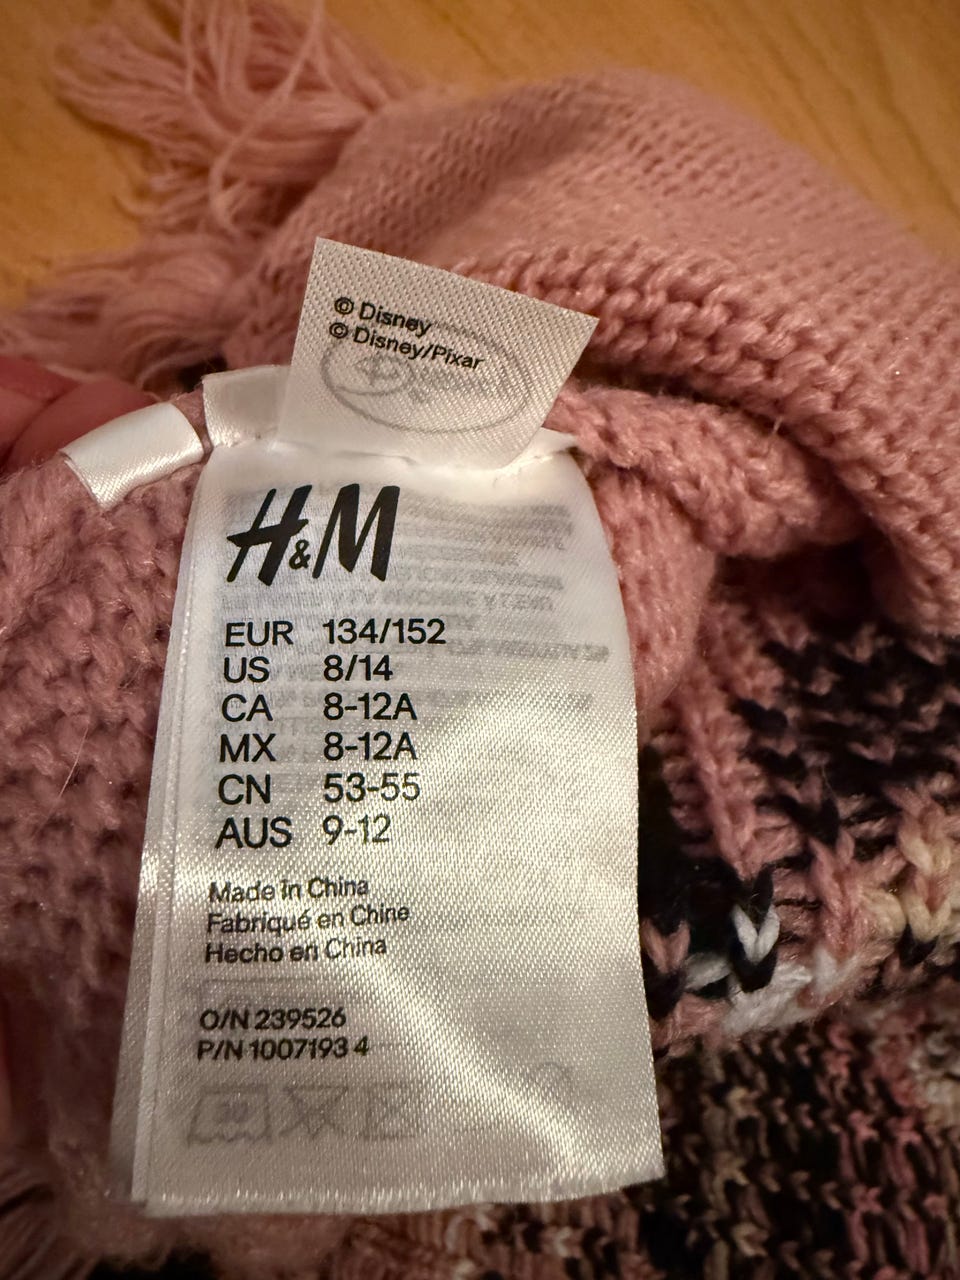 © Disney
© Disney/Pixar
H&M
EUR 134/152
US 8/14
CA 8-12A
MX 8-12A
CN 53-55
AUS 9-12
Made in China
Fabriqué en Chine
Hecho en China
O/N 239526
P/N 1007193 4